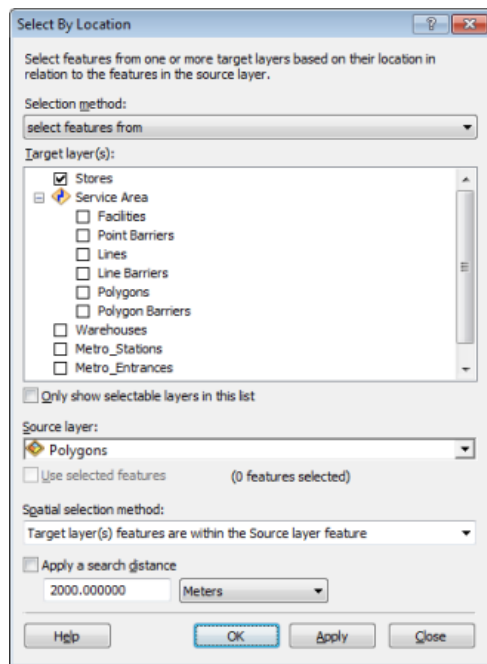 Select By Location
Select features from one or more target layers based on their location in
relation to the features in the source layer.
Selection method:
select features from
Target layer(s):
Stores
Service Area
Facilities
Point Barriers
Lines
Line Barriers
Polygons
Polygon Barriers
Warehouses
Metro_Stations
Metro_Entrances
Only show selectable layers in this list
Source layer:
Polygons
Use selected features (0 features selected)
Spatial selection method:
Target layer(s) features are within the Source layer feature
Apply a search distance
2000.000000 Meters
Help OK Apply Close